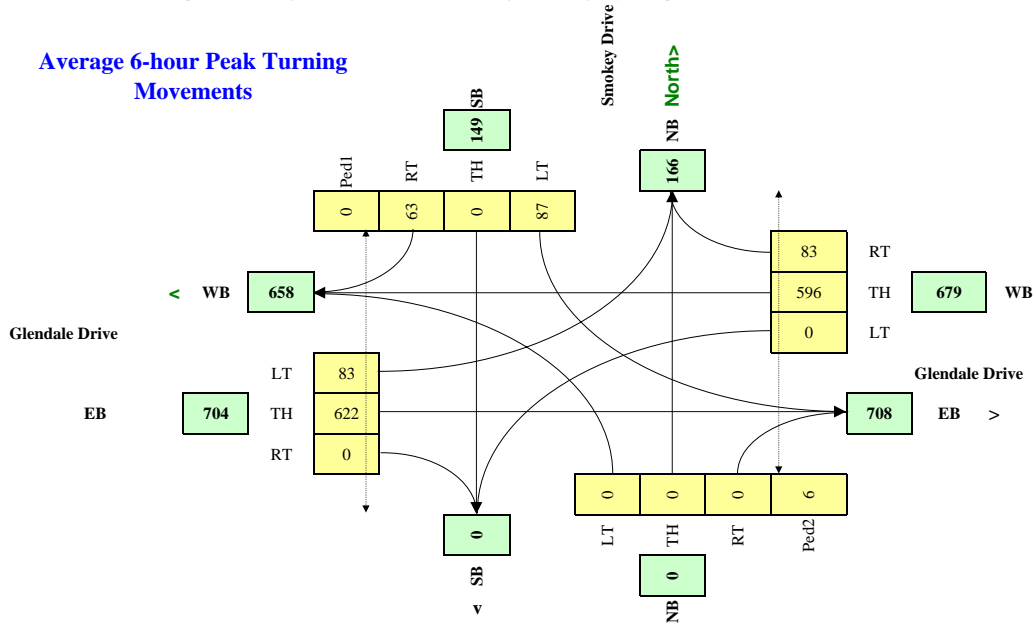 Average 6-hour Peak Turning
Movements
Smokey Drive
North>
SB
149
NB
166
Ped1
RT
TH
LT
0
63
0
87
83
RT
< WB 658
596
TH
679
WB
0
LT
Glendale Drive
Glendale Drive
LT
83
EB
704
TH
622
708
EB >
RT
0
0
0
0
6
LT
TH
RT
Ped2
0
SB
v
0
NB